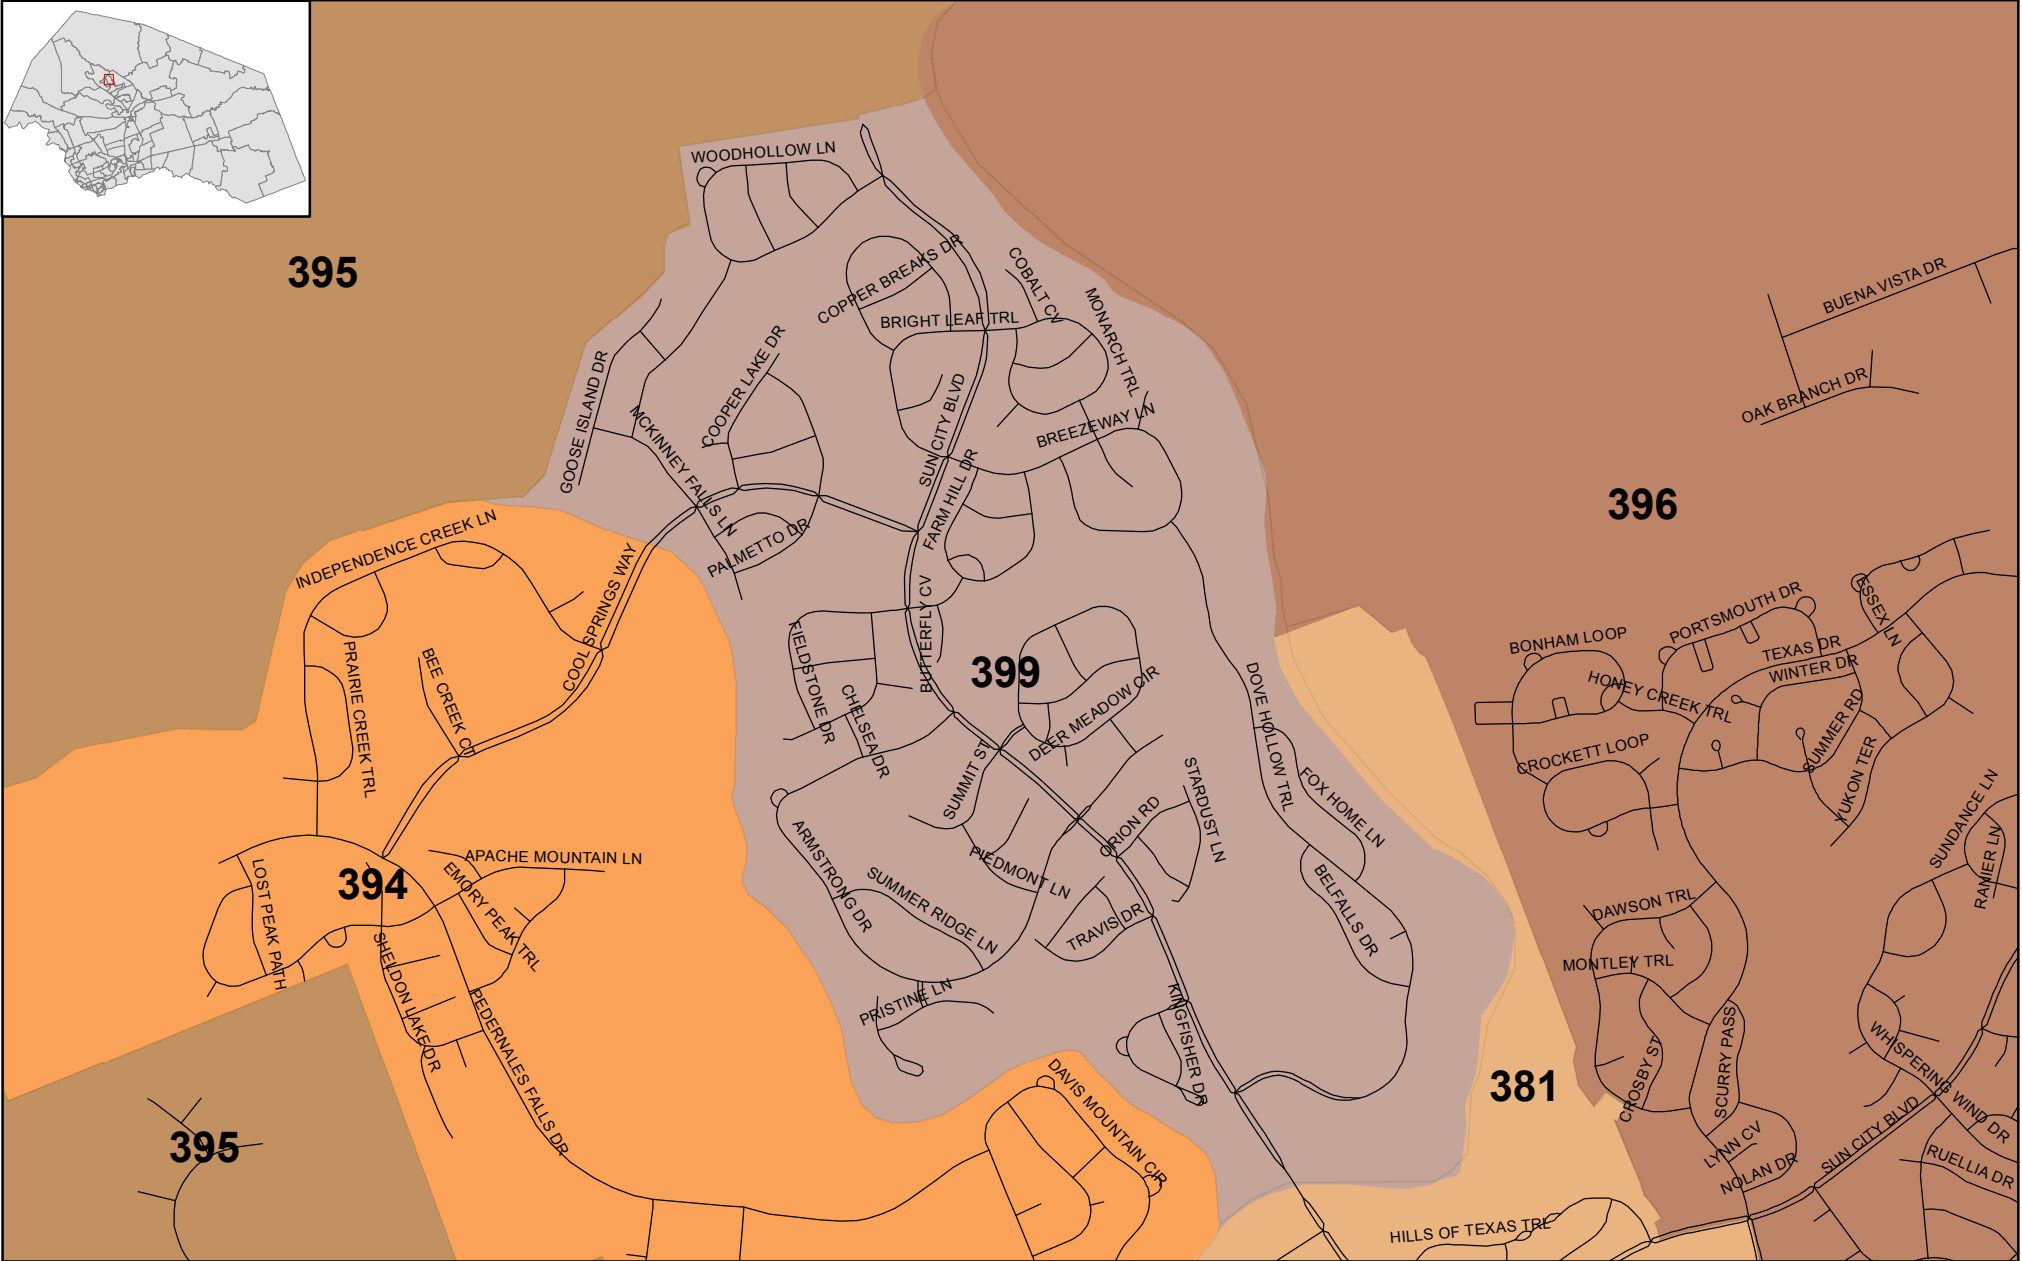 WOODHOLLOW LN
COPPER BREAKS DR
COBALT CV
395
BUENA VISTA DR
MONARCH TRL
BRIGHT LEAF TRL
COOPER LAKE DR
GOOSE ISLAND DR
OAK BRANCH DR
SUN CITY BLVD
MCKINNEY FALLS LN
BREEZEWAY LN
FARM HILL DR
396
INDEPENDENCE CREEK LN
PALMETTO DR
COOL SPRINGS WAY
BUTTERFLY CV
ESSEX LN
PORTSMOUTH DR
BONHAM LOOP
FIELDSTONE DR
PRAIRIE CREEK TRL
BEE CREEK CT
399
TEXAS DR
WINTER DR
HONEY CREEK TRL
DEER MEADOW CIR
DOVE HOLLOW TRL
CHELSEA DR
SUMMER RD
CROCKETT LOOP
YUKON TER
SUMMIT ST
STARDUST LN
FOX HOME LN
ORION RD
SUNDANCE LN
RAMIER LN
ARMSTRONG DR
PIEDMONT LN
APACHE MOUNTAIN LN
394
EMORY PEAK TRL
LOST PEAK PATH
SUMMER RIDGE LN
BELFALLS DR
TRAVIS DR
DAWSON TRL
MONTLEY TRL
SHELDON LAKE DR
PEDERNALES FALLS DR
PRISTINE LN
KINGFISHER DR
SCURRY PASS
CROSBY ST
WHISPERING WIND DR
DAVIS MOUNTAIN CIR
381
395
LYNN CV
NOLAN DR
SUN CITY BLVD
RUELLIA DR
HILLS OF TEXAS TRL